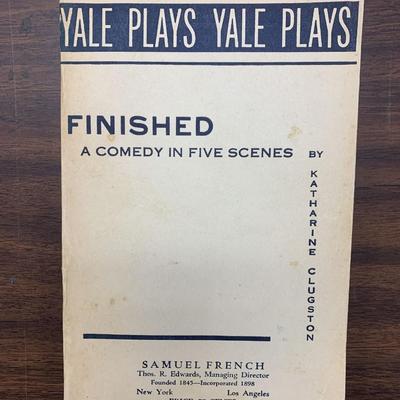 YALE PLAYS YALE PLAYS
FINISHED
A COMEDY IN FIVE SCENES
BY KATHARINE CLUGSTON
SAMUEL FRENCH
Thos. R. Edwards, Managing Director
Founded 1845—Incorporated 1898
New York Los Angeles